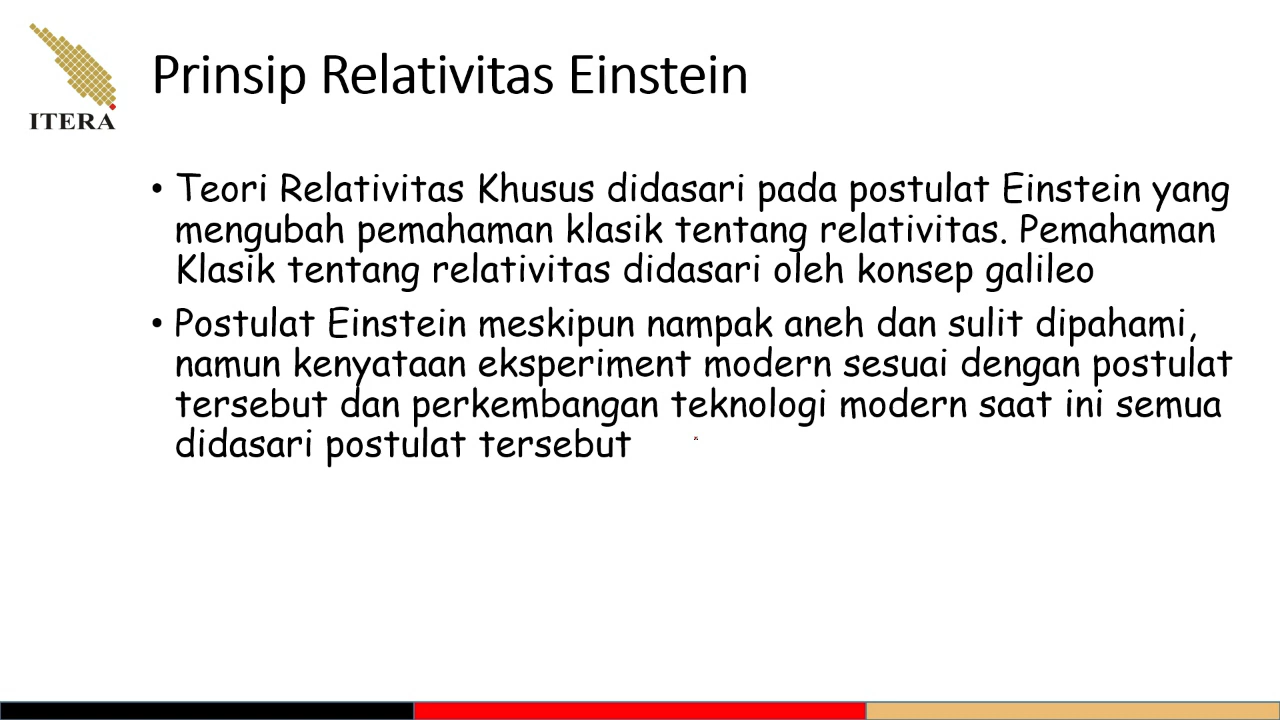 ITERA
Prinsip Relativitas Einstein
• Teori Relativitas Khusus didasari pada postulat Einstein yang
mengubah pemahaman klasik tentang relativitas. Pemahaman
Klasik tentang relativitas didasari oleh konsep galileo
• Postulat Einstein meskipun nampak aneh dan sulit dipahami,
namun kenyataan eksperiment modern sesuai dengan postulat
tersebut dan perkembangan teknologi modern saat ini semua
didasari postulat tersebut